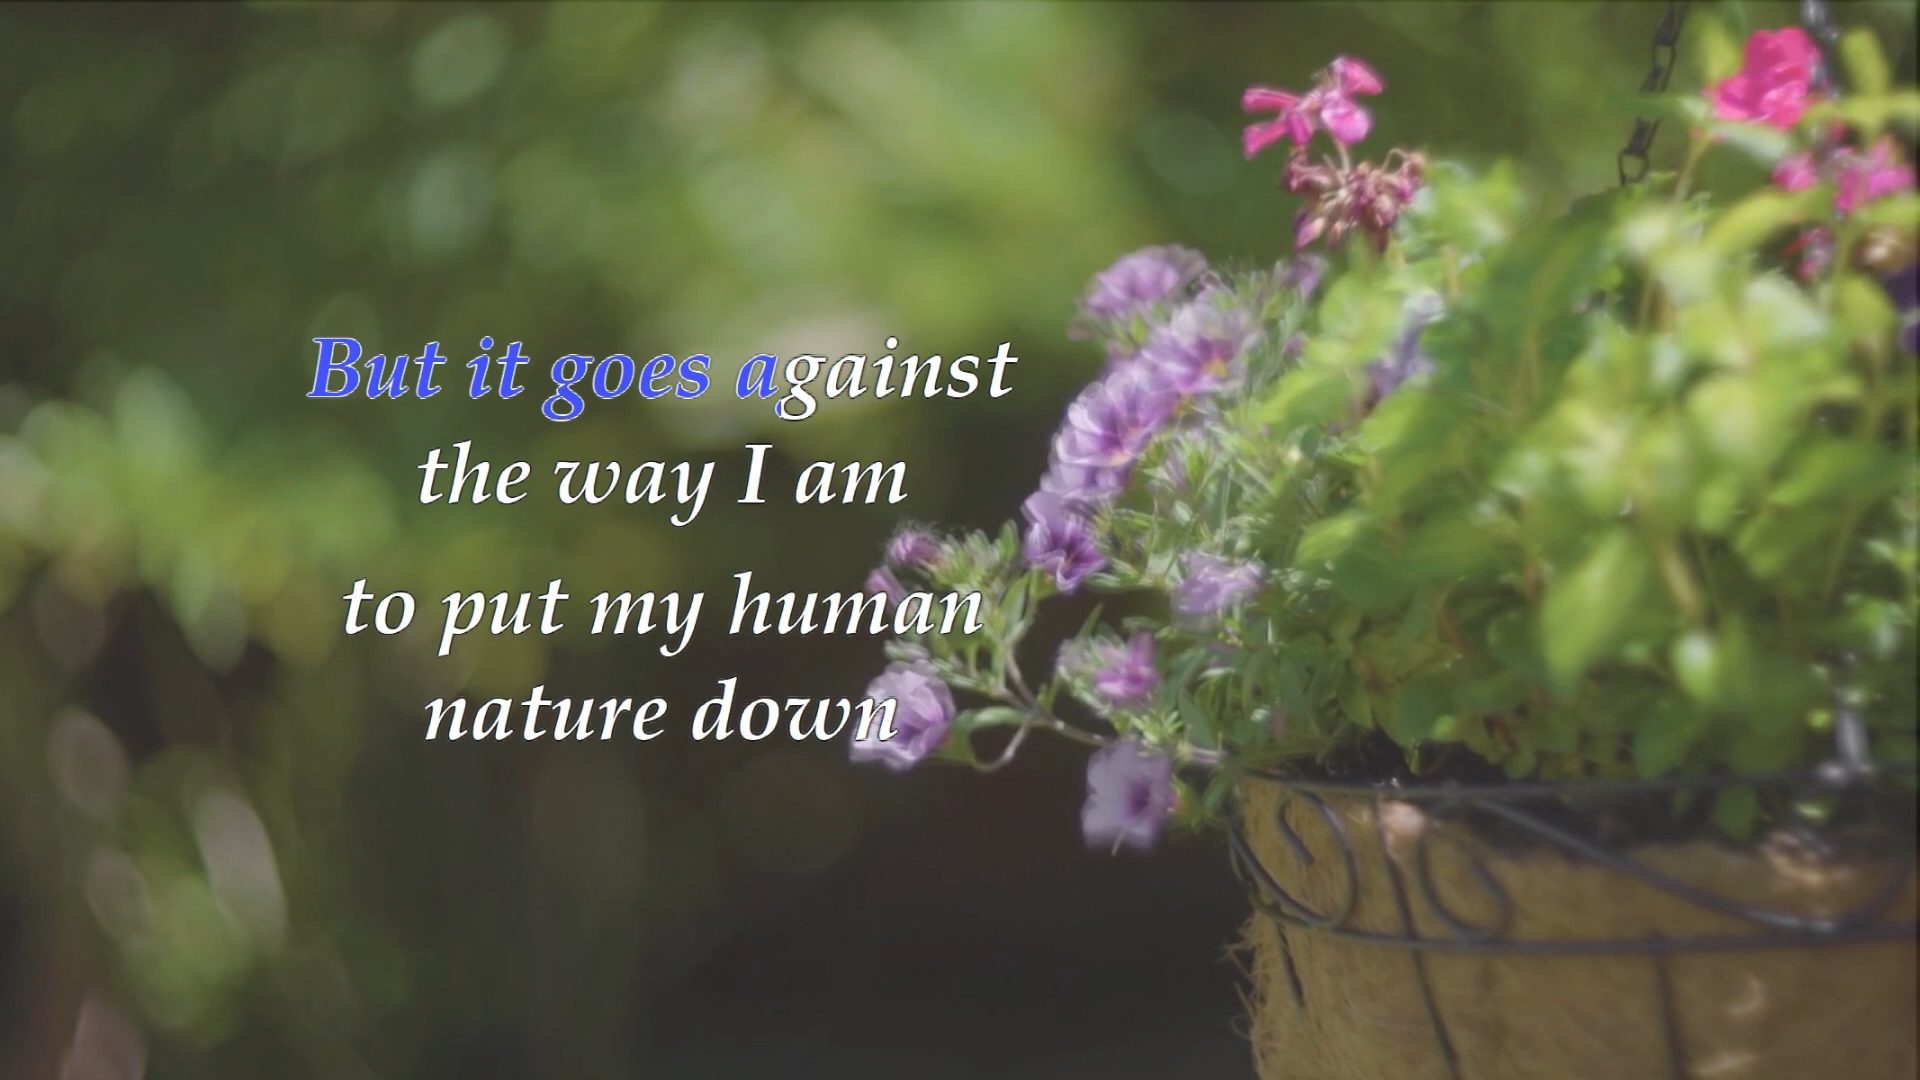 But it goes against
the way I am
to put my human
nature down